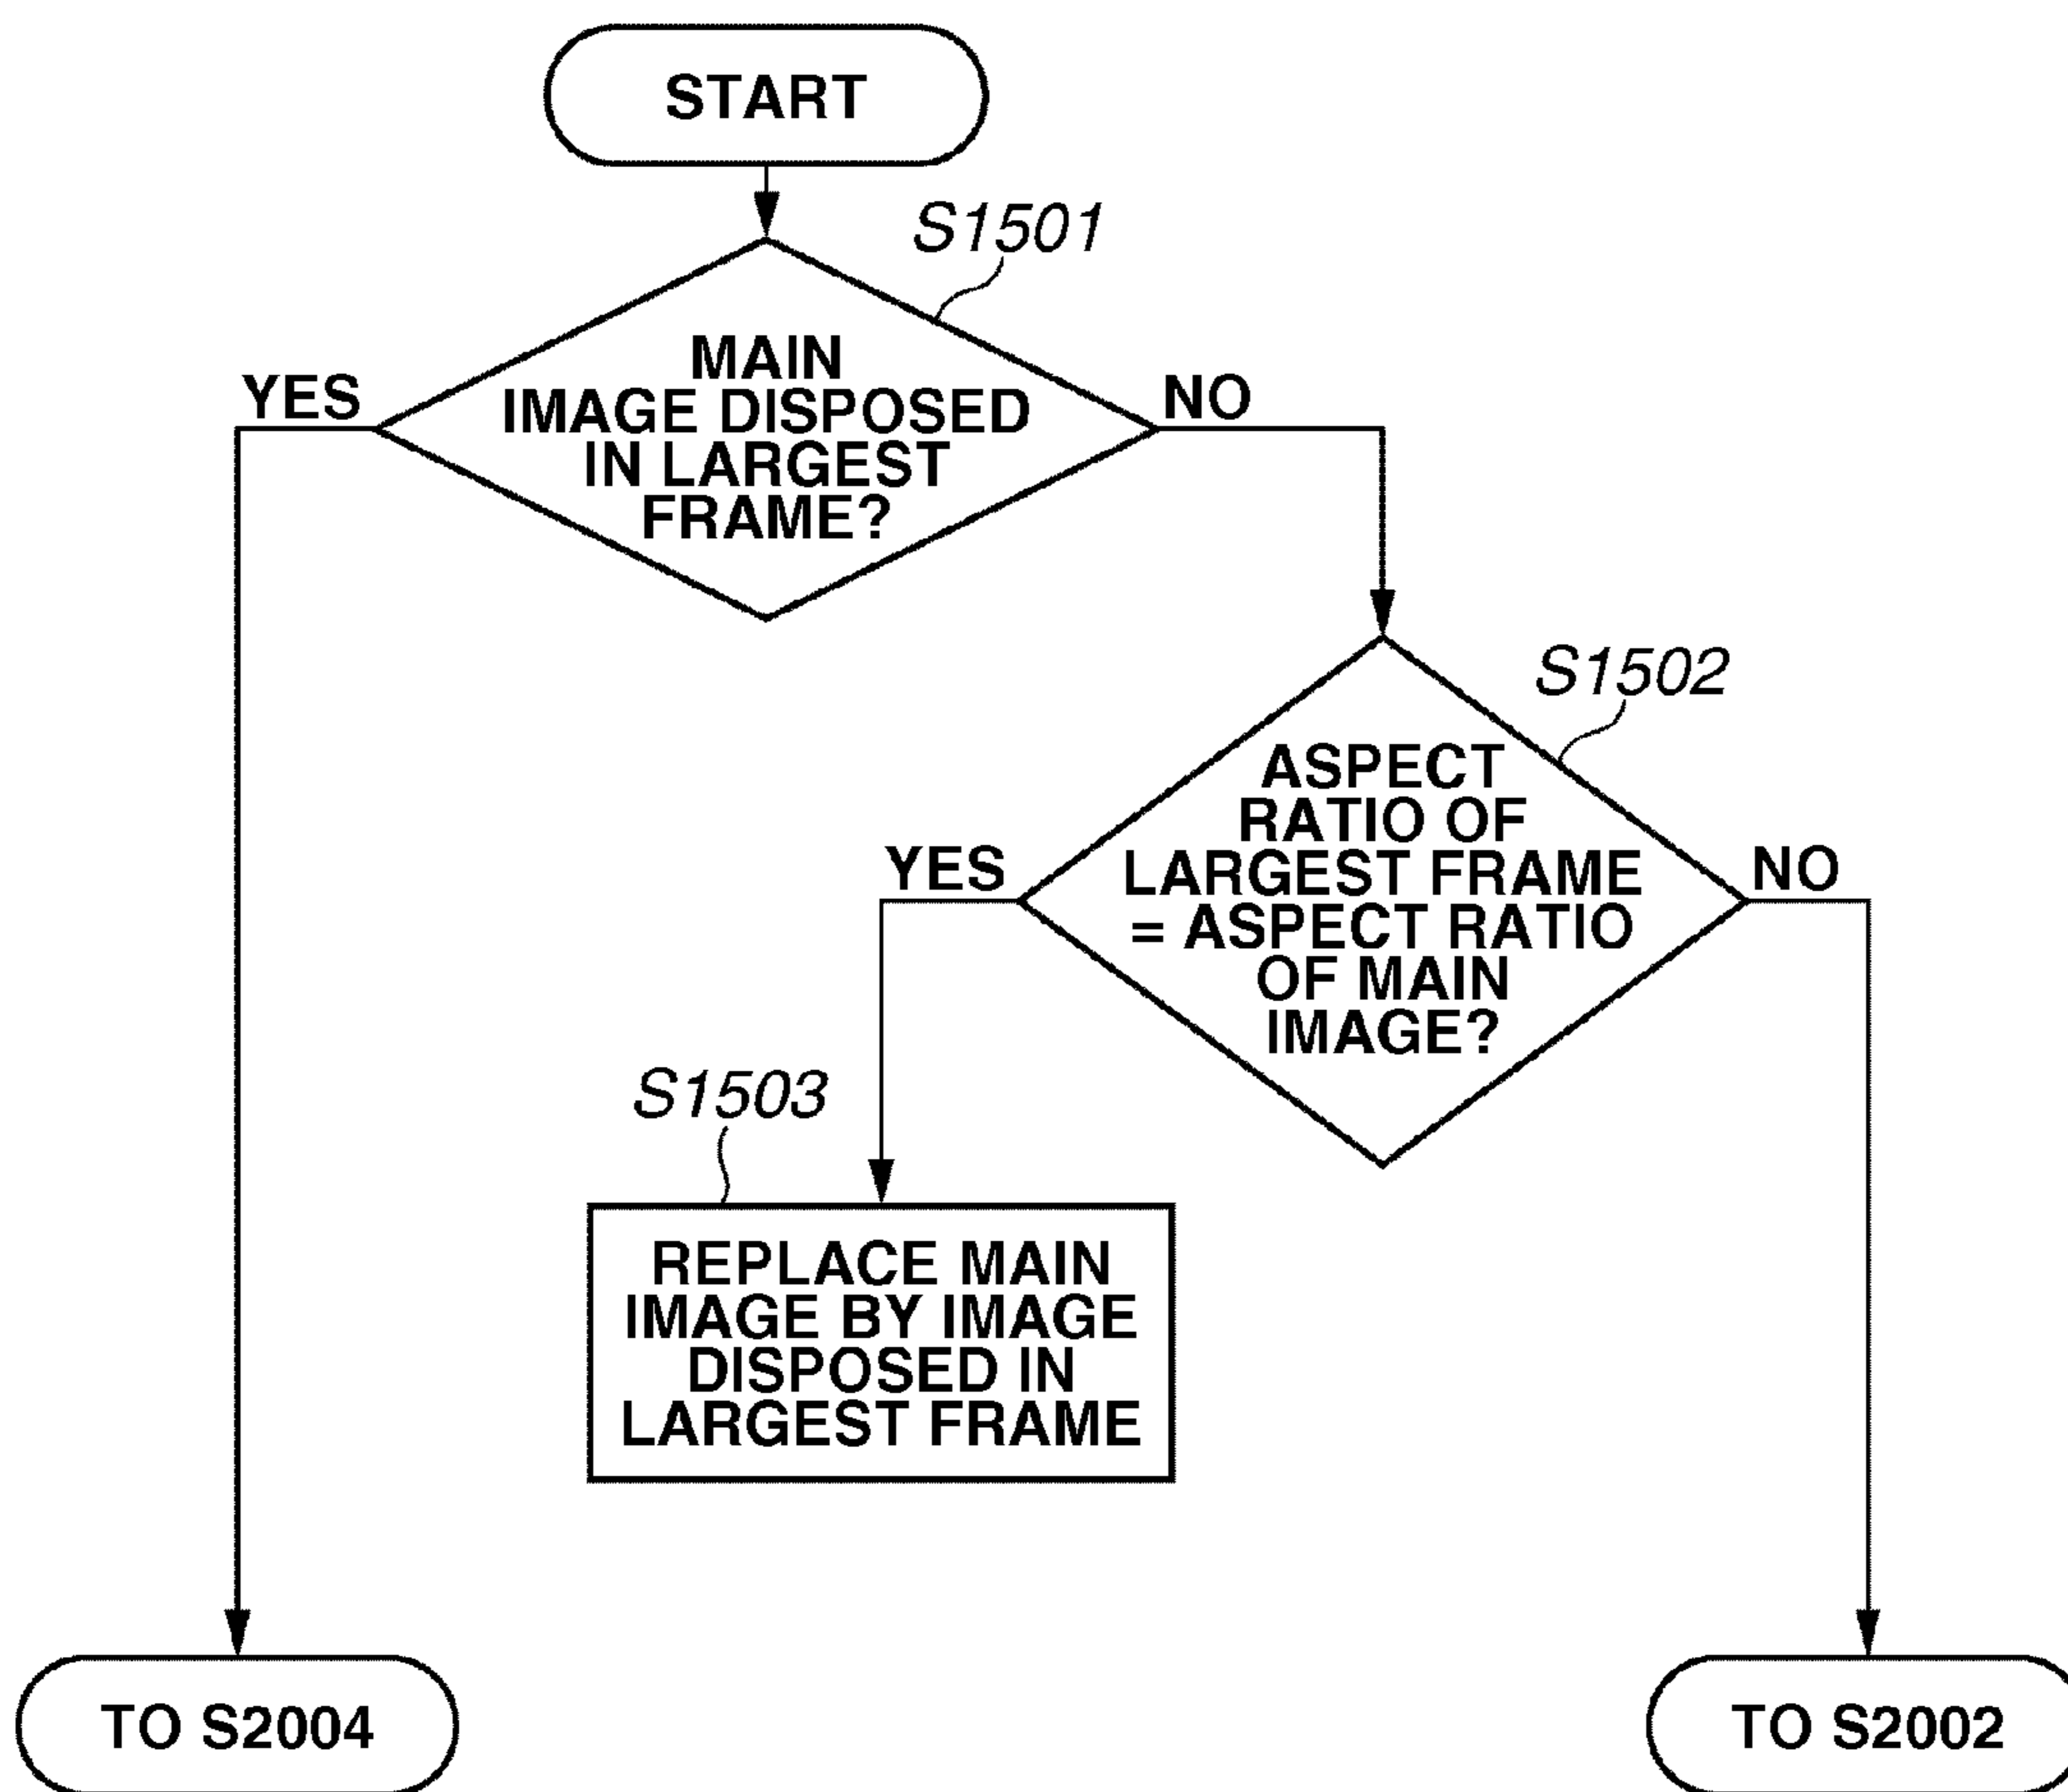 START
S1501
MAIN
IMAGE DISPOSED
IN LARGEST
FRAME?
YES
NO
S1502
ASPECT
RATIO OF
LARGEST FRAME
= ASPECT RATIO
OF MAIN
IMAGE?
YES
NO
S1503
REPLACE MAIN
IMAGE BY IMAGE
DISPOSED IN
LARGEST FRAME
TO S2004
TO S2002